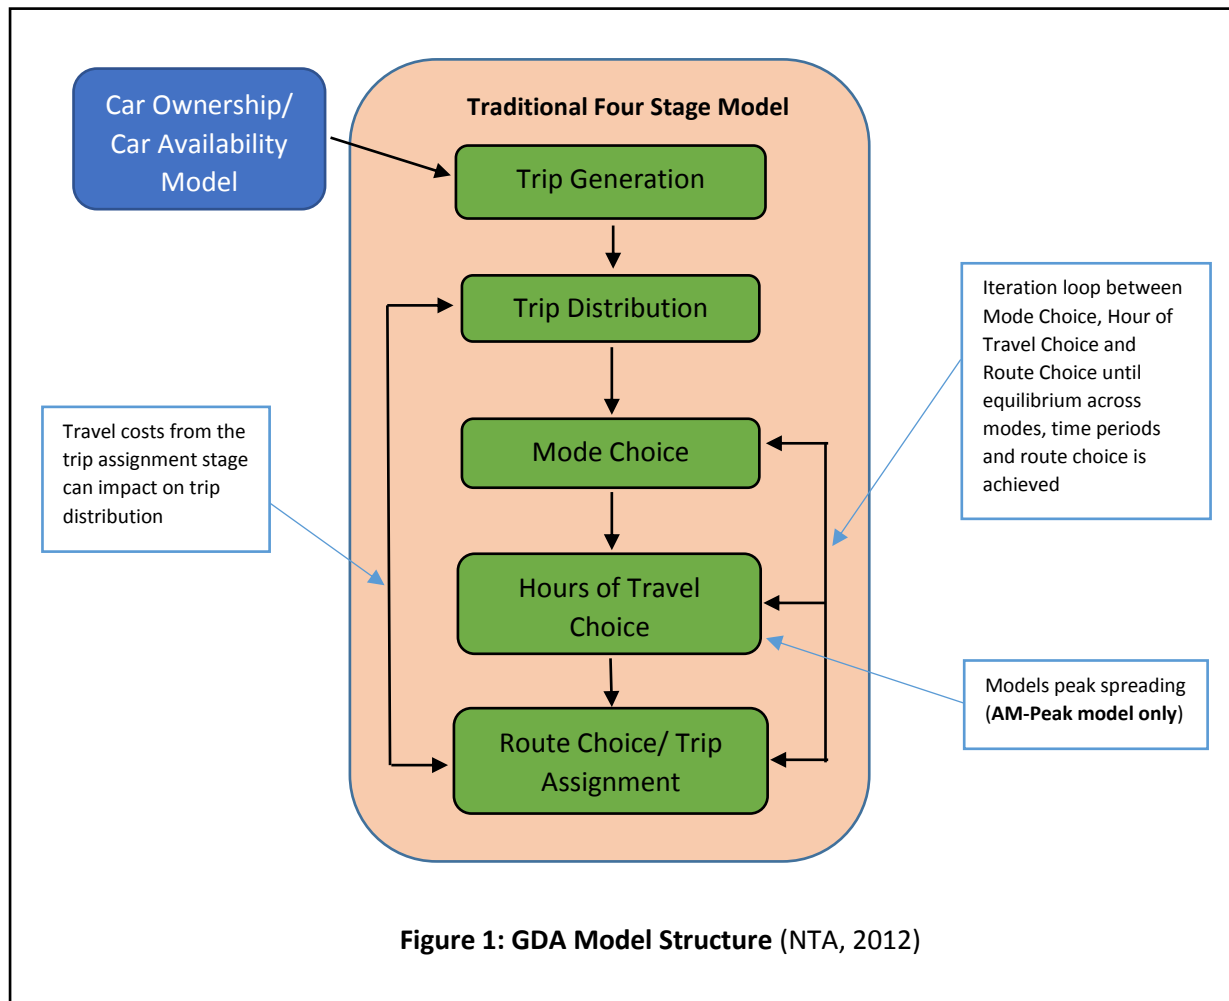 Car Ownership/
Car Availability
Model
Traditional Four Stage Model
Trip Generation
Trip Distribution
Mode Choice
Hours of Travel
Choice
Route Choice/ Trip
Assignment
Travel costs from the
trip assignment stage
can impact on trip
distribution
Iteration loop between
Mode Choice, Hour of
Travel Choice and
Route Choice until
equilibrium across
modes, time periods
and route choice is
achieved
Models peak spreading
(AM-Peak model only)
Figure 1: GDA Model Structure (NTA, 2012)